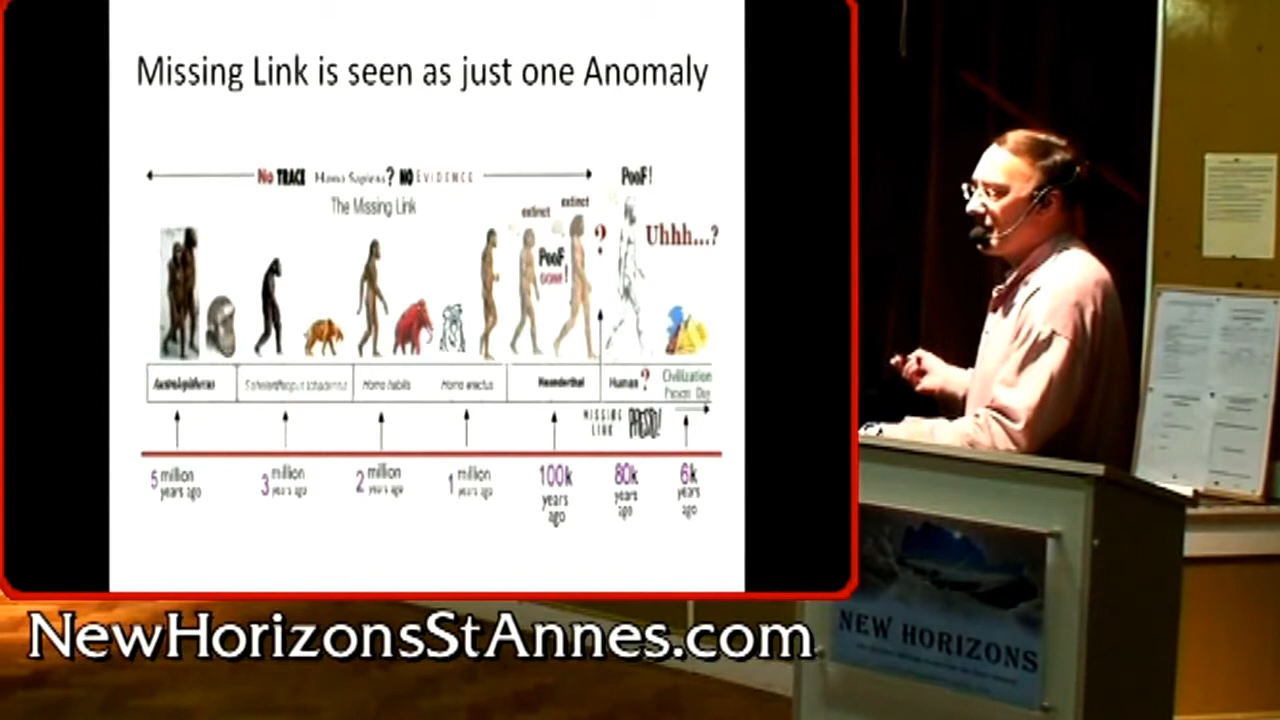 Missing Link is seen as just one Anomaly
No TRACE Homo Sapiens? NO EVIDENCE
PooF!
The Missing Link
extinct
extinct
?
Uhhh...?
PooF
GONE!
Homo habilis
Homo eractus
Neanderthal
Human ?
Civilization
Present Day
MISSING
LINK
PRESTO!
5 million
years ago
3 million
years ago
2 million
years ago
1 million
years ago
100k
years
ago
80k
years
ago
6k
years
ago
NewHorizonsStAnnes.com
NEW HORIZONS